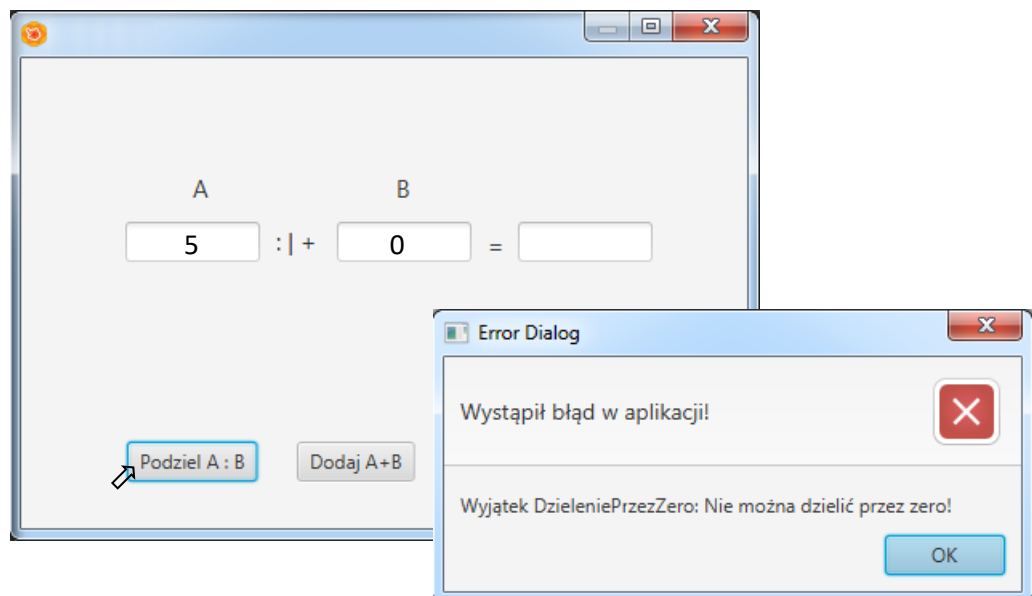 A B
5 :|+ 0 =
Error Dialog
Wystąpił błąd w aplikacji!
Podziel A : B Dodaj A+B
Wyjątek DzieleniePrzezZero: Nie można dzielić przez zero!
OK